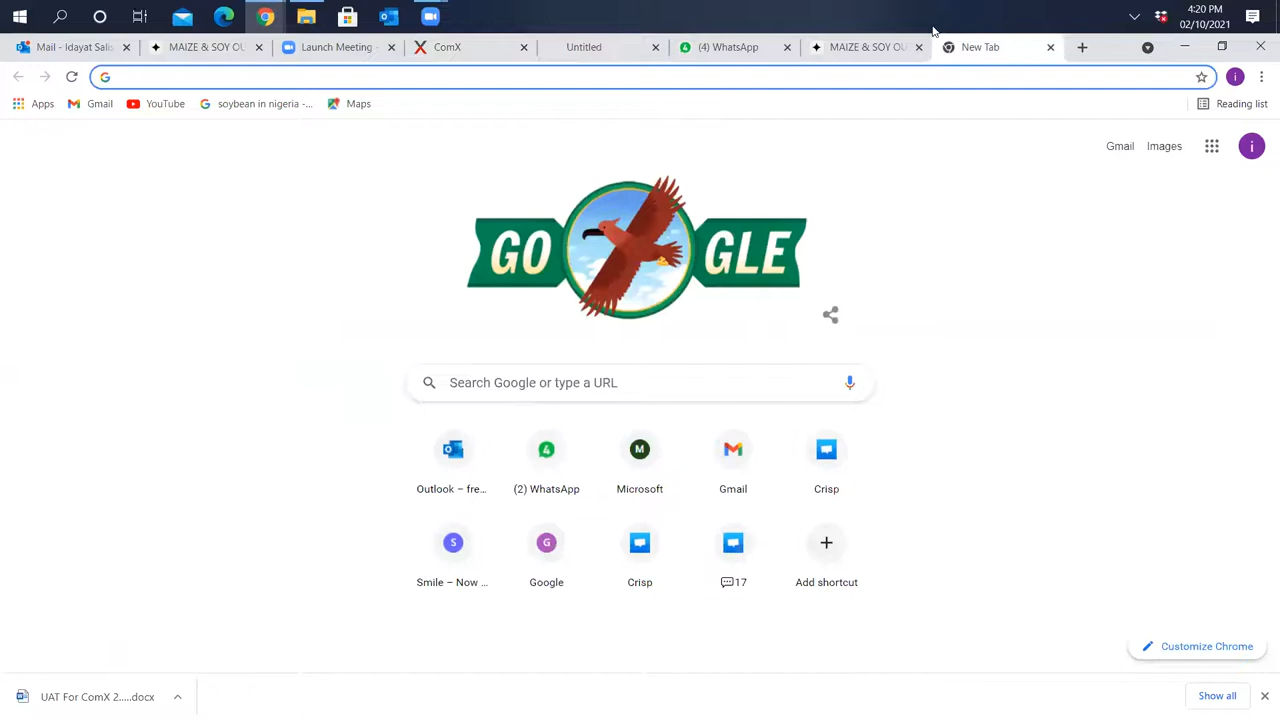 4:20 PM
02/10/2021
Mail - Idayat Salis
MAIZE & SOY OU
Launch Meeting -
ComX
Untitled
(4) WhatsApp
MAIZE & SOY OU
New Tab
Apps
Gmail
YouTube
soybean in nigeria -...
Maps
Reading list
Gmail
Images
GO GLE
Search Google or type a URL
Outlook – fre...
(2) WhatsApp
Microsoft
Gmail
Crisp
Smile – Now ...
Google
Crisp
17
Add shortcut
Customize Chrome
UAT For ComX 2.....docx
Show all